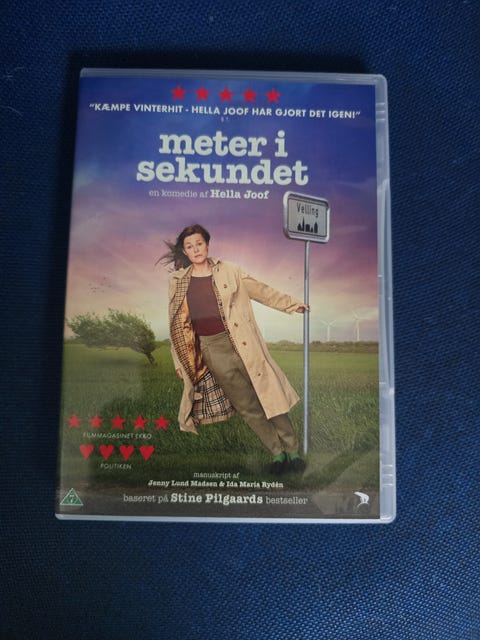 "KÆMPE VINTERHIT - HELLA JOOF HAR GJORT DET IGEN!"
meter i
sekundet
en komedie af Hella Joof
Velling
FILMMAGASINET EKKO
POLITIKEN
manuskript af
Jenny Lund Madsen & Ida Maria Rydén
baseret på Stine Pilgaards bestseller